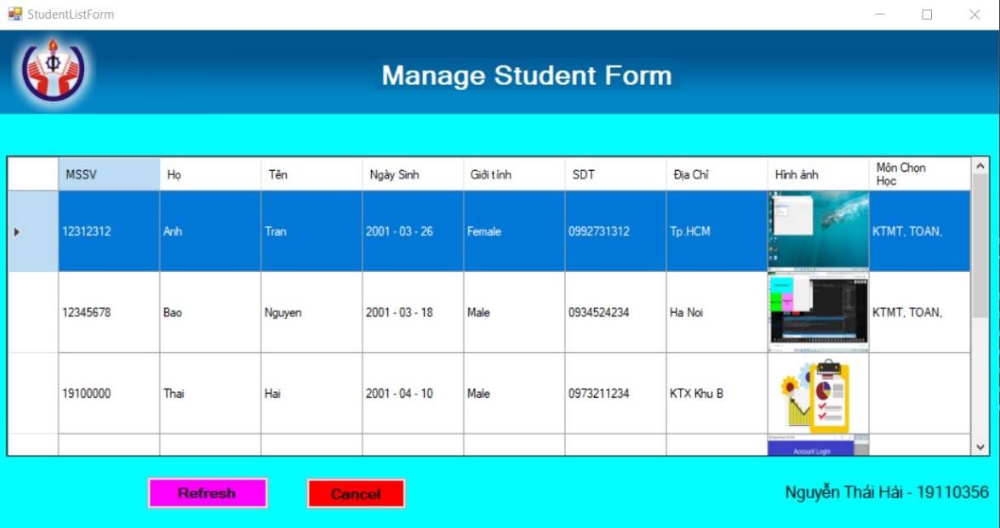 StudentListForm
Manage Student Form
MSSV Họ Tên Ngày Sinh Giới tính SDT Địa Chỉ Hình ảnh Môn Chọn
Học
12312312 Anh Tran 2001 - 03 - 26 Female 0992731312 Tp.HCM KTMT, TOAN,
12345678 Bao Nguyen 2001 - 03 - 18 Male 0934524234 Ha Noi KTMT, TOAN,
19100000 Thai Hai 2001 - 04 - 10 Male 0973211234 KTX Khu B
Account Login
Refresh Cancel Nguyễn Thái Hải - 19110356